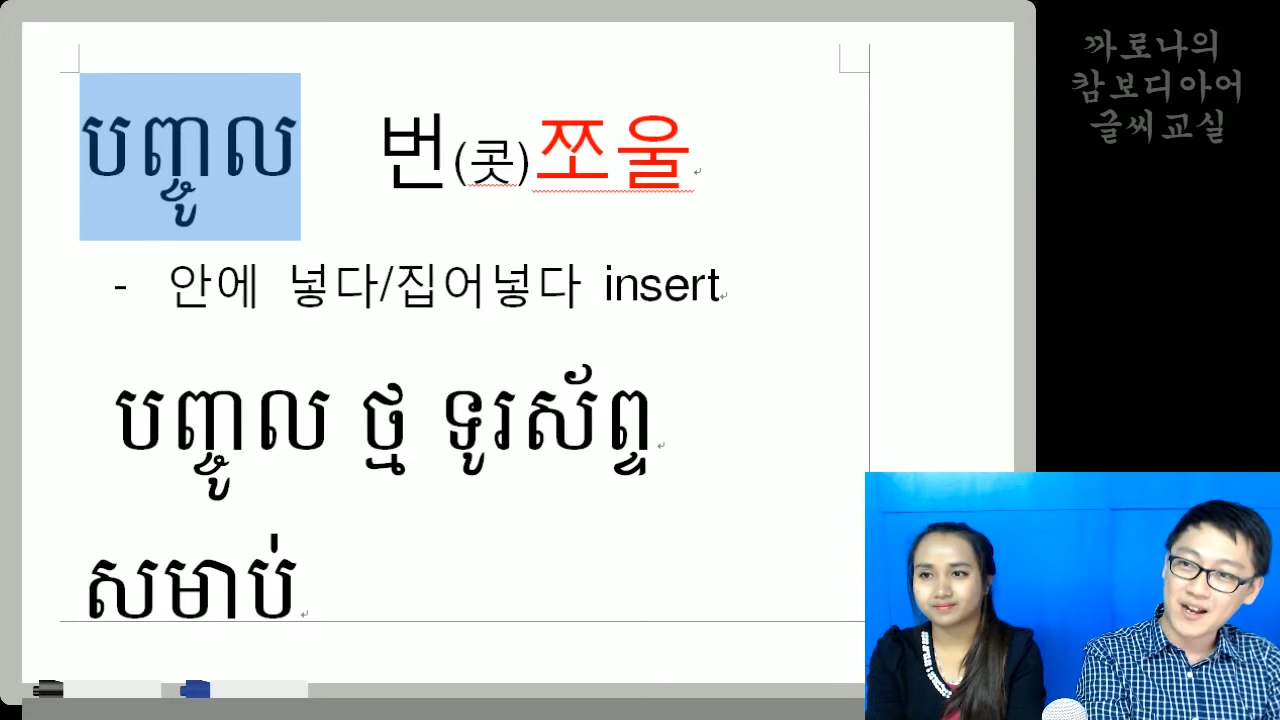 បញ្ចូល 번(콧)쪼울
- 안에 넣다/집어넣다 insert
បញ្ចូល ថ្ម ទូរស័ព្ទ
សមាប់
까로나의
캄보디아어
글씨교실